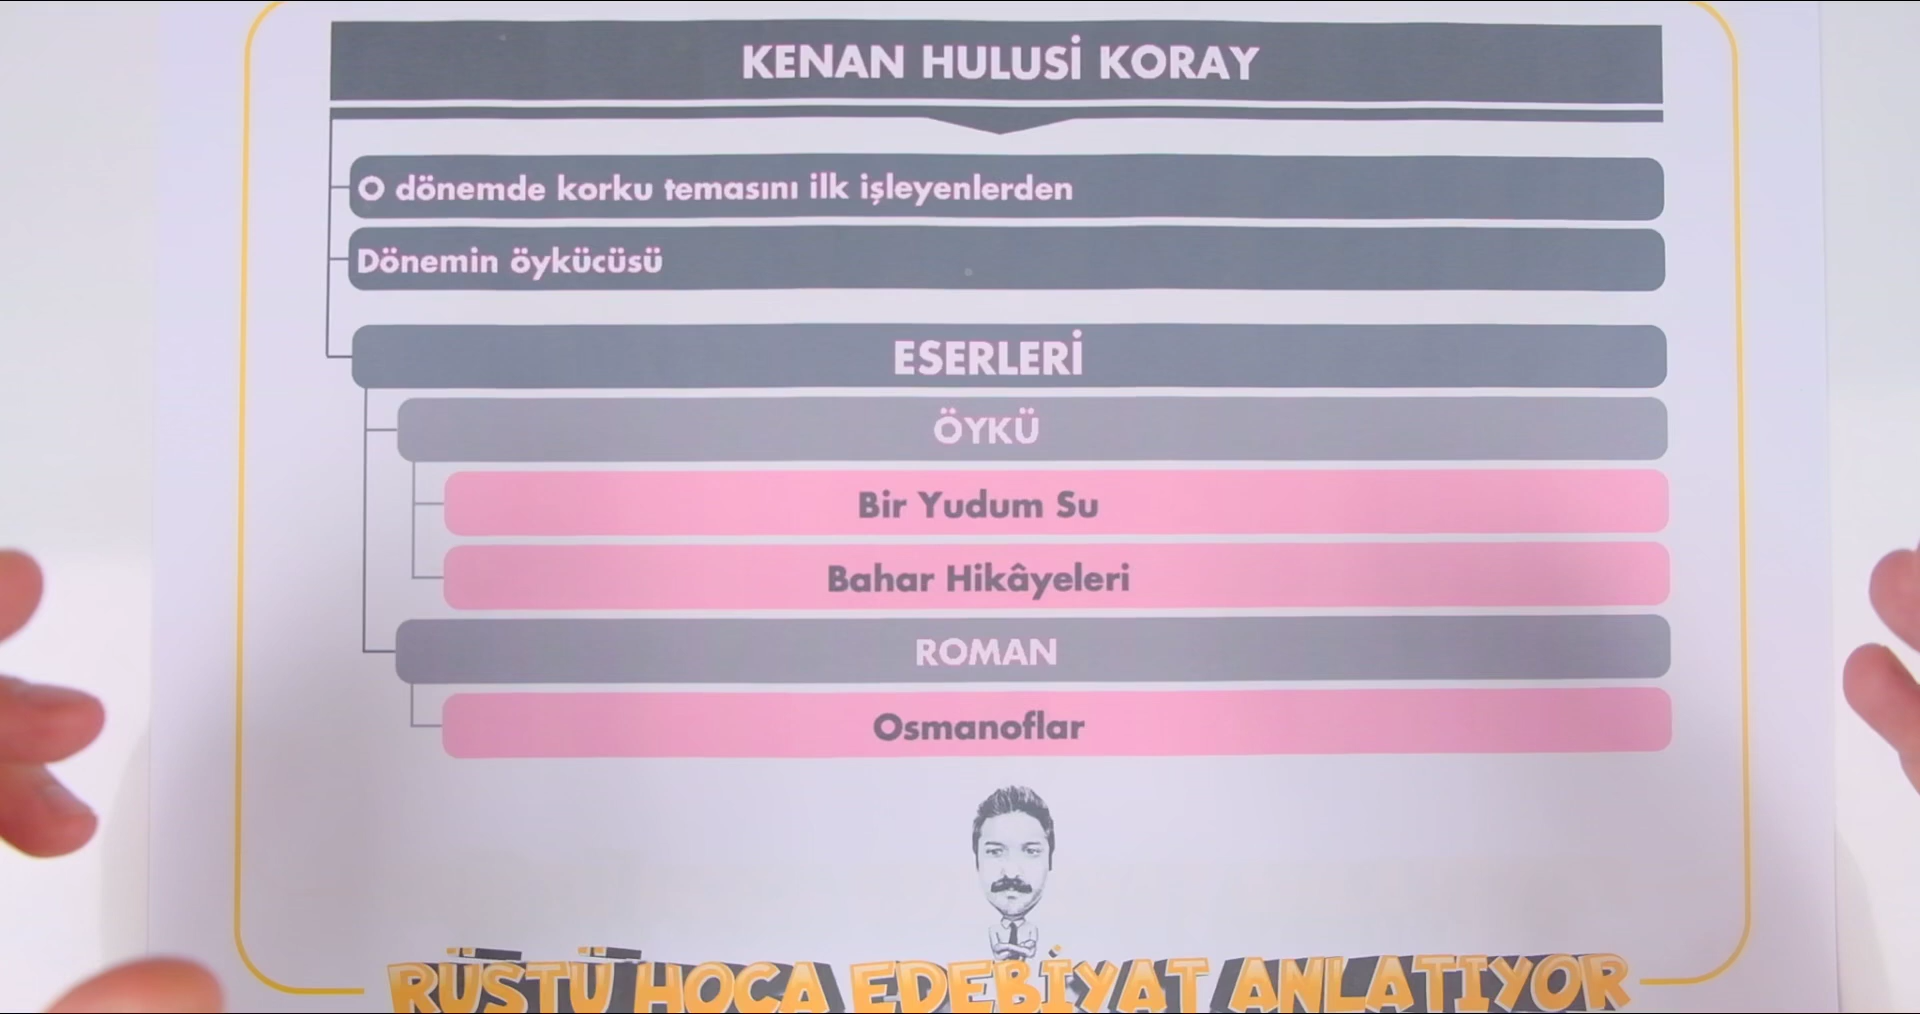 KENAN HULUSİ KORAY
O dönemde korku temasını ilk işleyenlerden
Dönemin öykücüsü
ESERLERİ
ÖYKÜ
Bir Yudum Su
Bahar Hikâyeleri
ROMAN
Osmanoflar
RÜŞTÜ HOCA EDEBİYAT ANLATIYOR